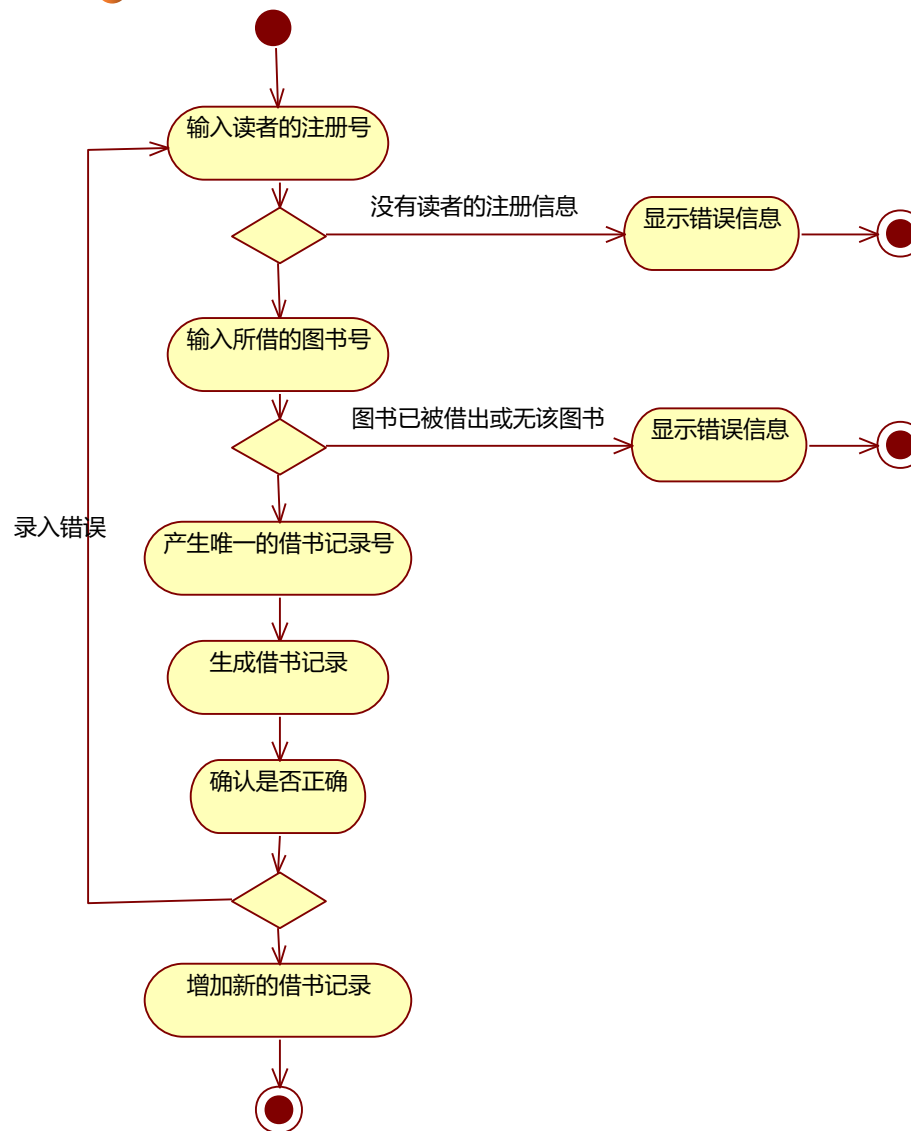 输入读者的注册号
没有读者的注册信息
显示错误信息
输入所借的图书号
图书已被借出或无该图书
显示错误信息
录入错误
产生唯一的借书记录号
生成借书记录
确认是否正确
增加新的借书记录